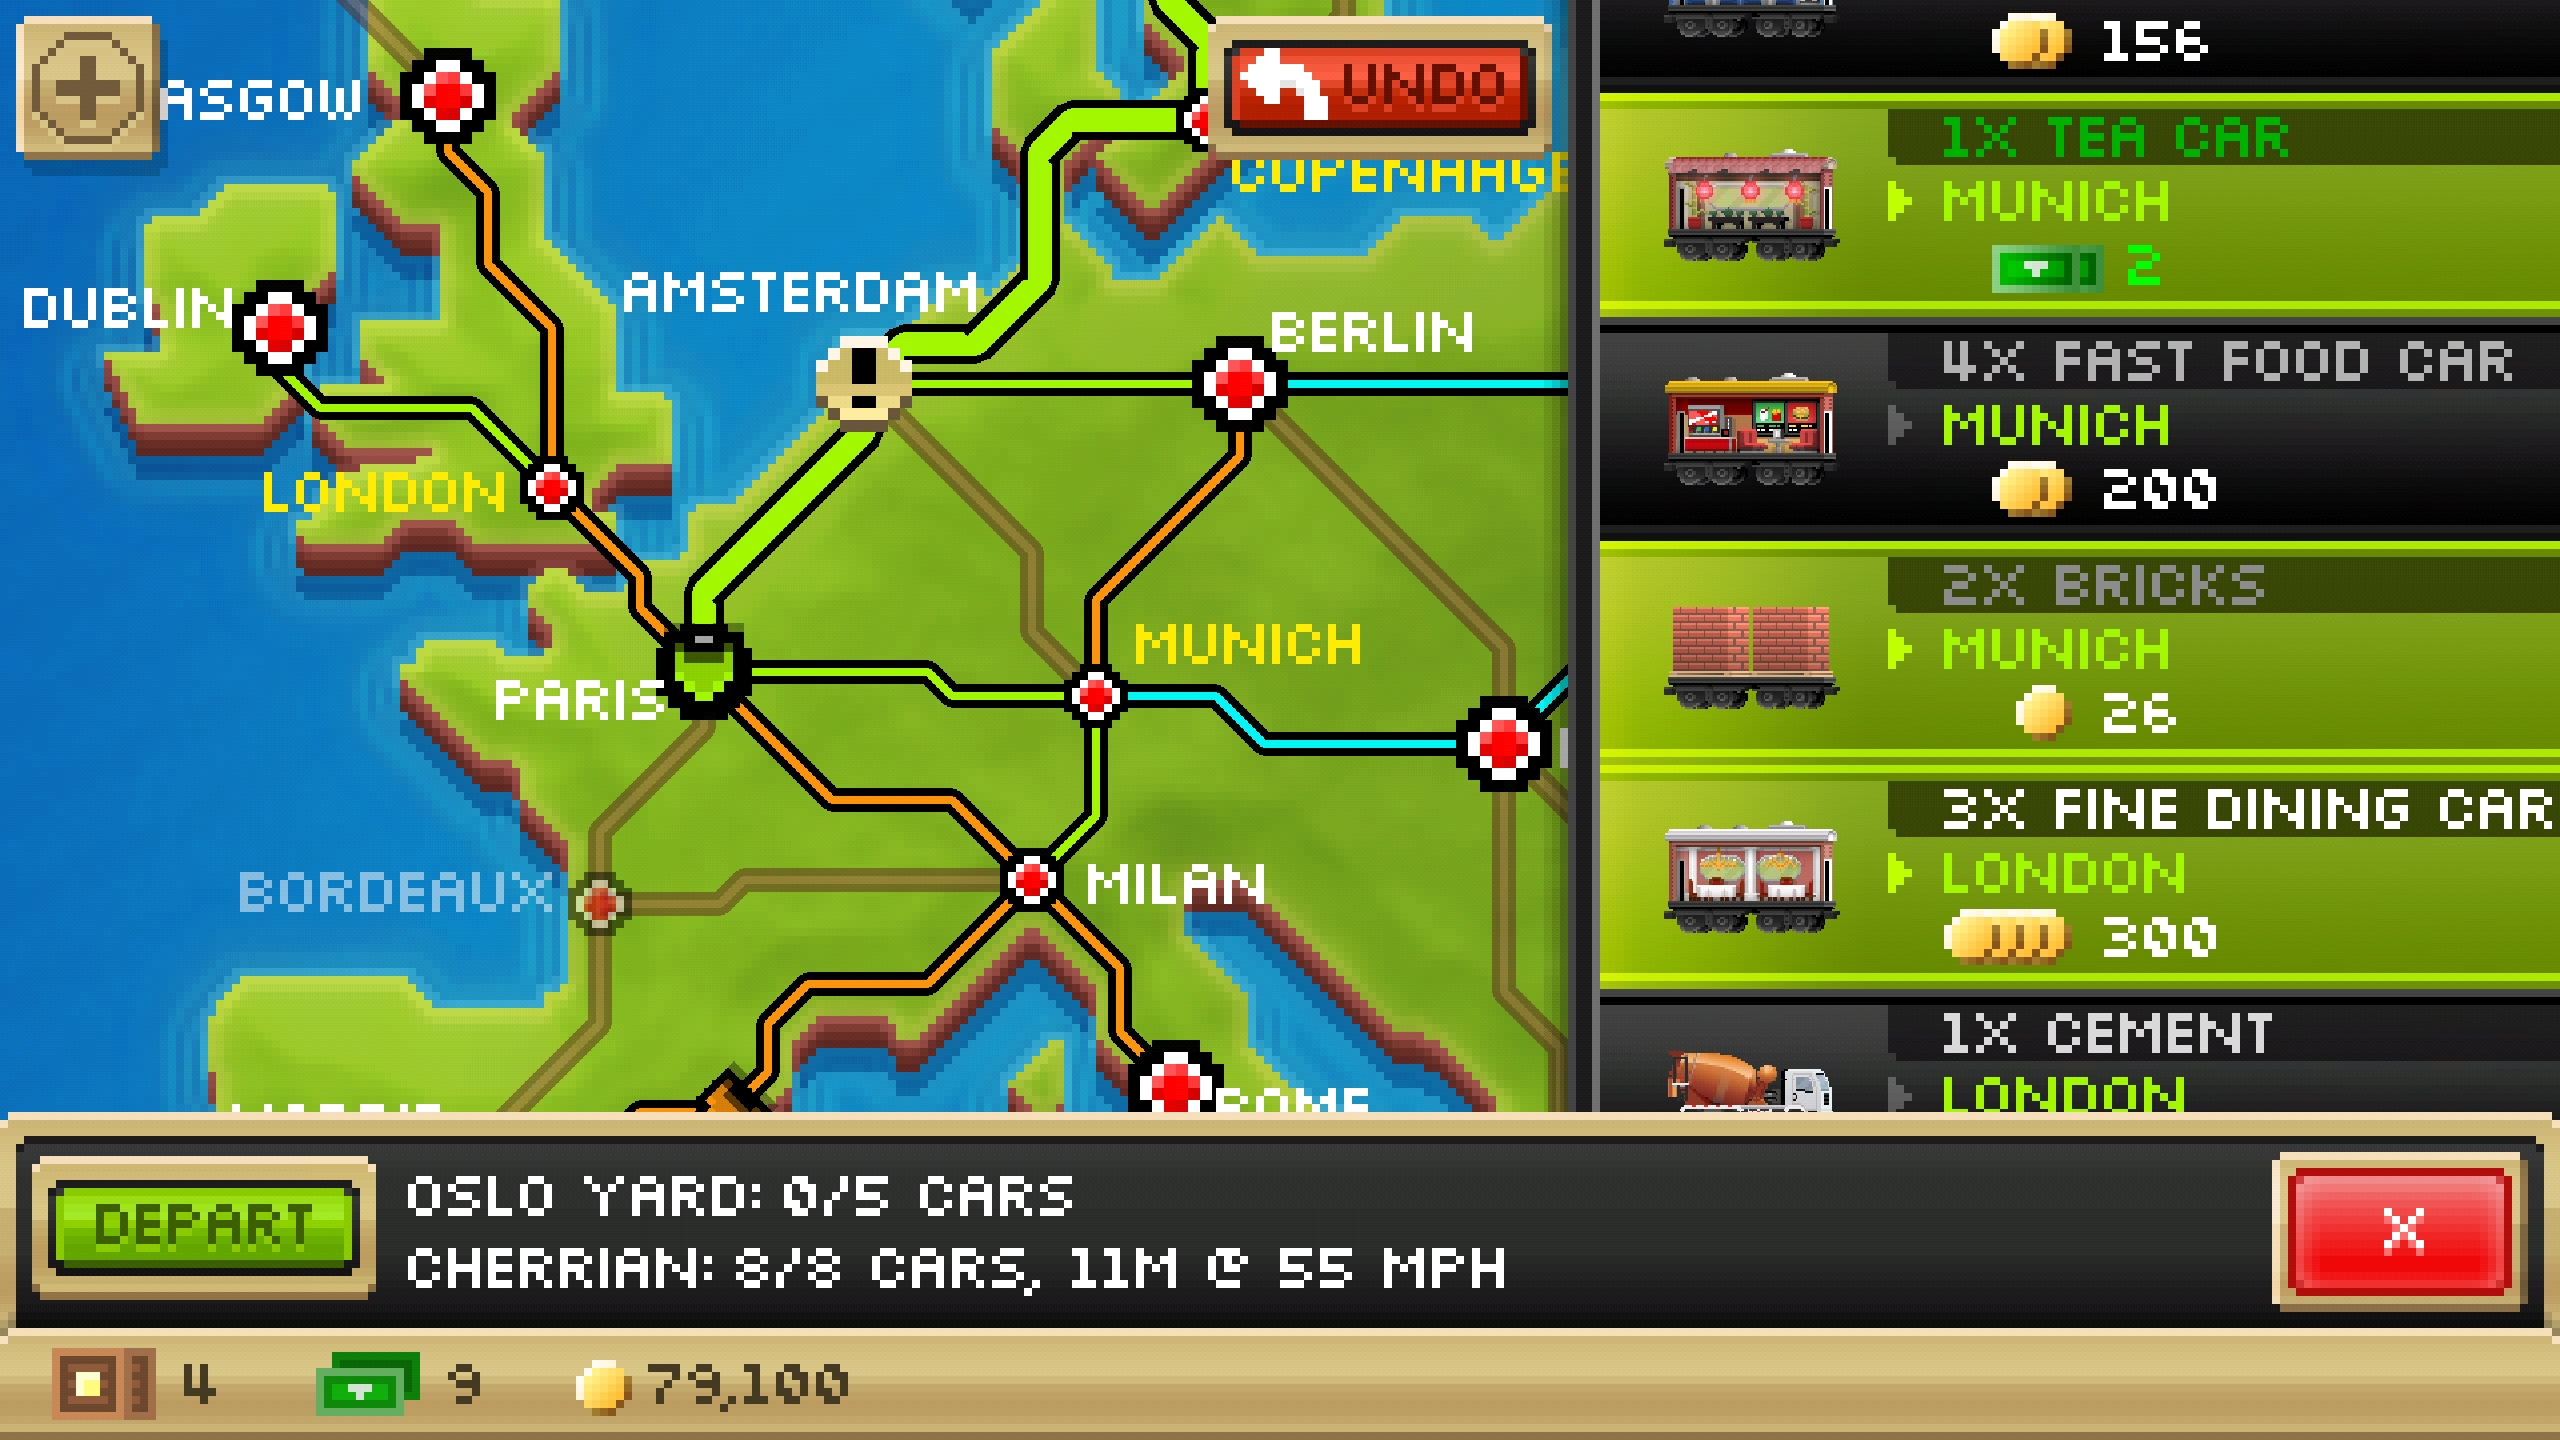 ASGOW
UNDO
COPENHAGE
DUBLIN
AMSTERDAM
BERLIN
LONDON
MUNICH
PARIS
BORDEAUX
MILAN
ROME
156
1X TEA CAR
MUNICH
2
4X FAST FOOD CAR
MUNICH
200
2X BRICKS
MUNICH
26
3X FINE DINING CAR
LONDON
300
1X CEMENT
LONDON
DEPART
OSLO YARD: 0/5 CARS
CHERRIAN: 8/8 CARS, 11M @ 55 MPH
X
4
9
79,100